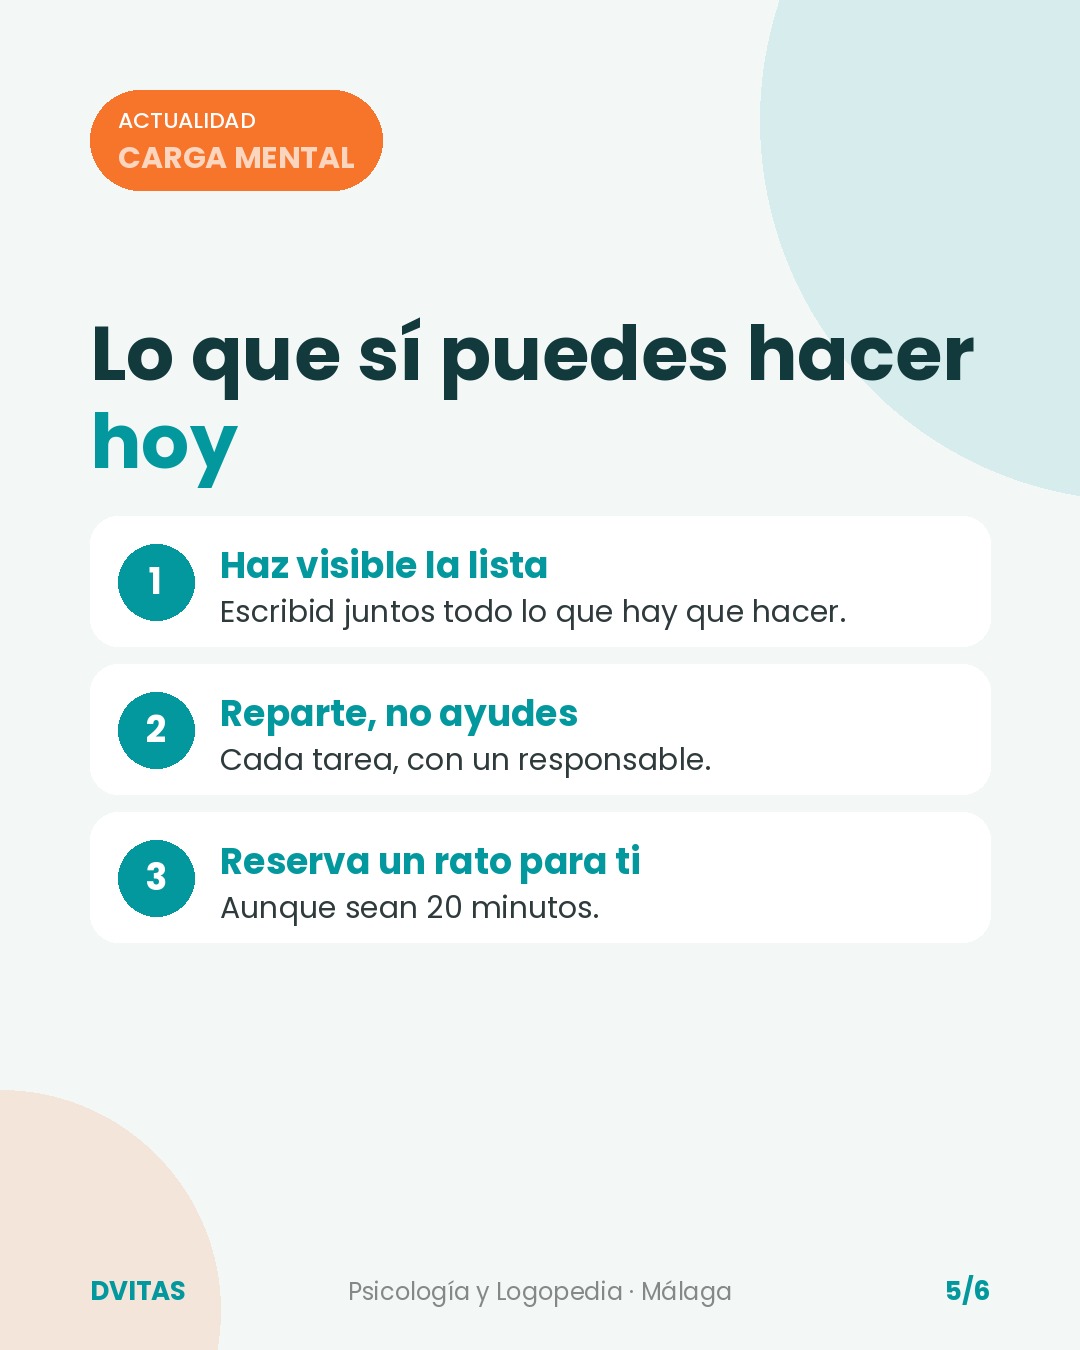 ACTUALIDAD
CARGA MENTAL
Lo que sí puedes hacer
hoy
1
Haz visible la lista
Escribid juntos todo lo que hay que hacer.
2
Reparte, no ayudes
Cada tarea, con un responsable.
3
Reserva un rato para ti
Aunque sean 20 minutos.
DVITAS
Psicología y Logopedia · Málaga
5/6